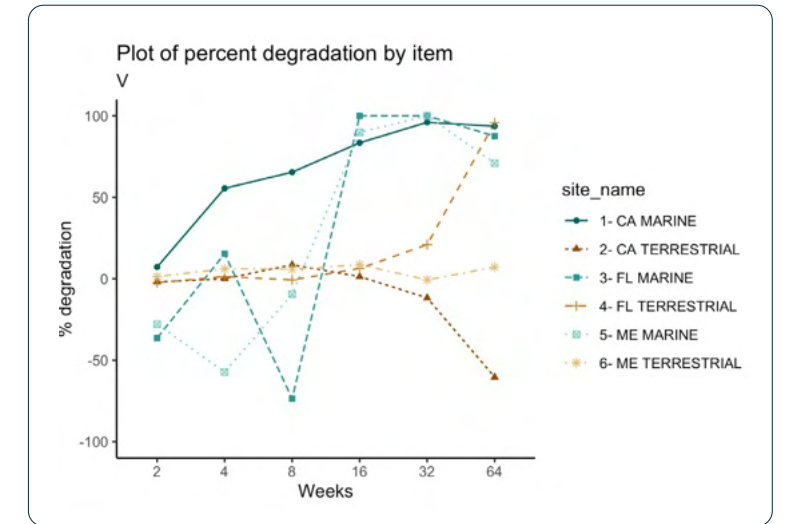 Plot of percent degradation by item
V
100
50
0
-50
-100
% degradation
2 4 8 16 32 64
Weeks
site_name
1- CA MARINE
2- CA TERRESTRIAL
3- FL MARINE
4- FL TERRESTRIAL
5- ME MARINE
6- ME TERRESTRIAL